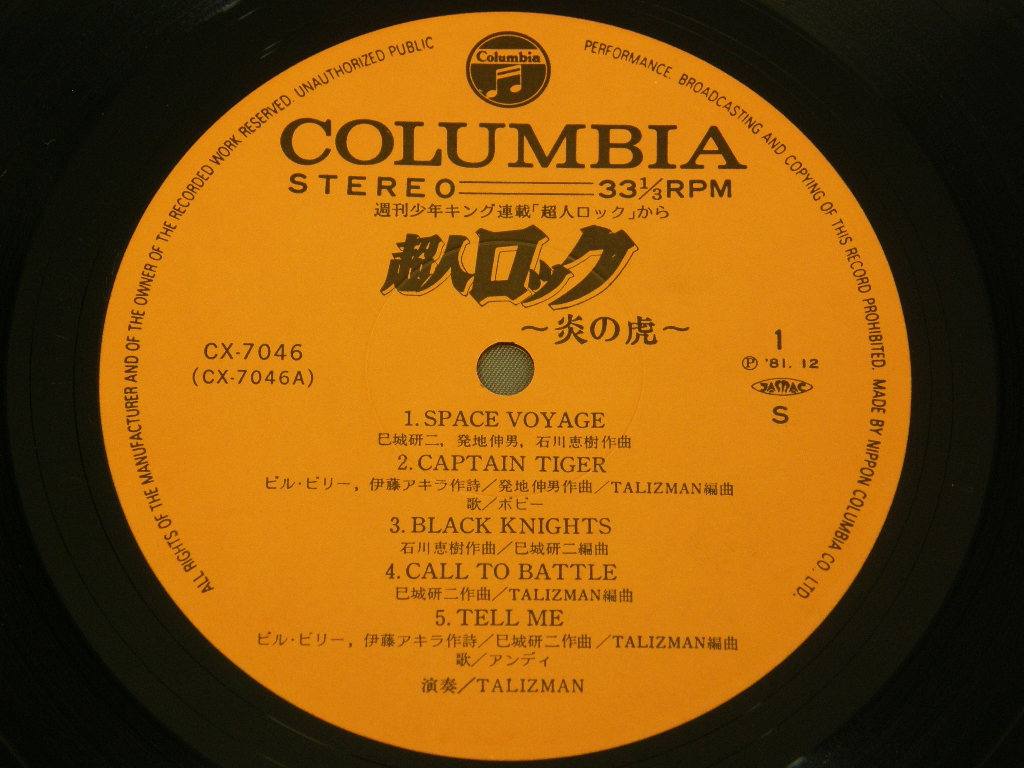 Columbia
ALL RIGHTS OF THE MANUFACTURER AND OF THE OWNER OF THE RECORDED WORK RESERVED. UNAUTHORIZED PUBLIC PERFORMANCE. BROADCASTING AND COPYING OF THIS RECORD PROHIBITED. MADE BY NIPPON COLUMBIA CO., LTD.
COLUMBIA
STEREO 33⅓RPM
週刊少年キング連載「超人ロック」から
超人ロック
〜炎の虎〜
CX-7046
(CX-7046A)
1
Ⓟ '81. 12
JASRAC
S
1. SPACE VOYAGE
巳城研二, 発地伸男, 石川恵樹作曲
2. CAPTAIN TIGER
ビル・ビリー, 伊藤アキラ作詩／発地伸男作曲／TALIZMAN編曲
歌／ボビー
3. BLACK KNIGHTS
石川恵樹作曲／巳城研二編曲
4. CALL TO BATTLE
巳城研二作曲／TALIZMAN編曲
5. TELL ME
ビル・ビリー, 伊藤アキラ作詩／巳城研二作曲／TALIZMAN編曲
歌／アンディ
演奏／TALIZMAN